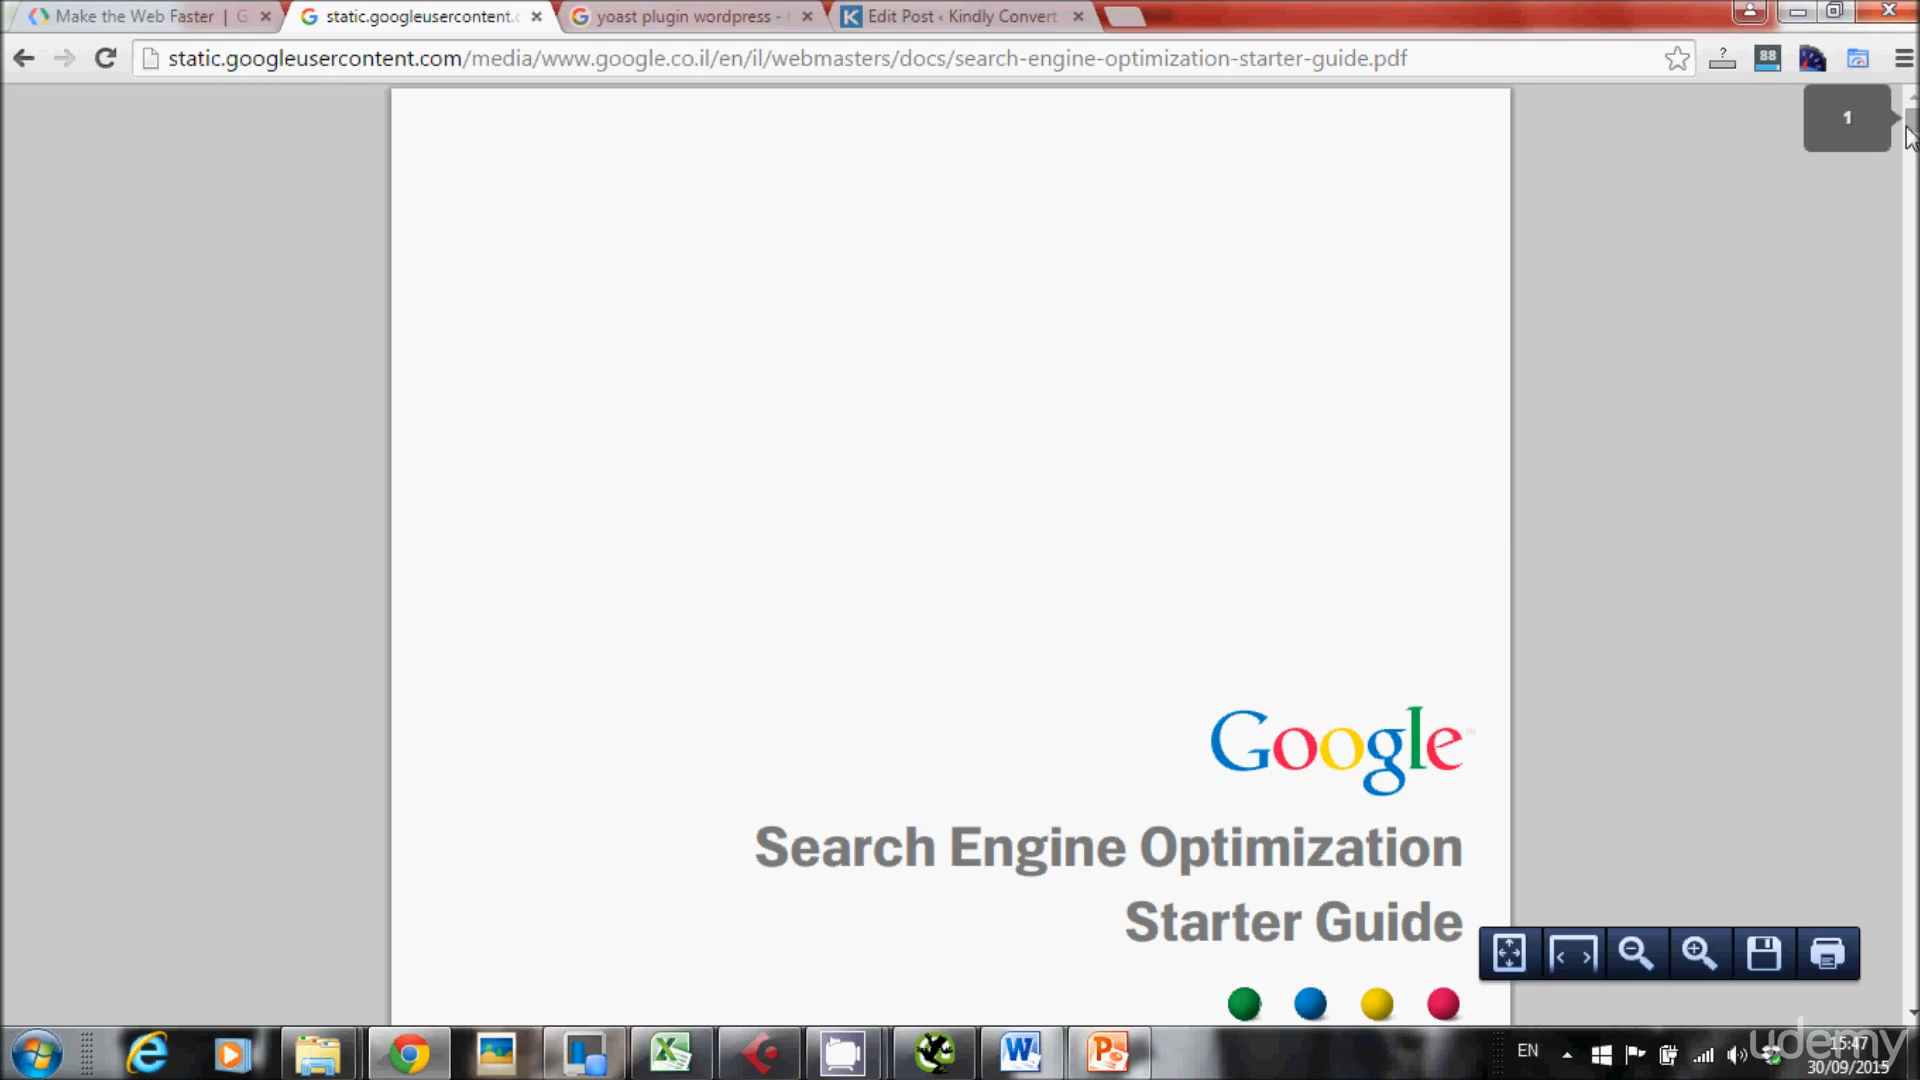 Make the Web Faster | G
static.googleusercontent.c
yoast plugin wordpress -
Edit Post ‹ Kindly Convert
static.googleusercontent.com/media/www.google.co.il/en/il/webmasters/docs/search-engine-optimization-starter-guide.pdf
?
88
1
Google
Search Engine Optimization
Starter Guide
EN
15:47
30/09/2015
udemy